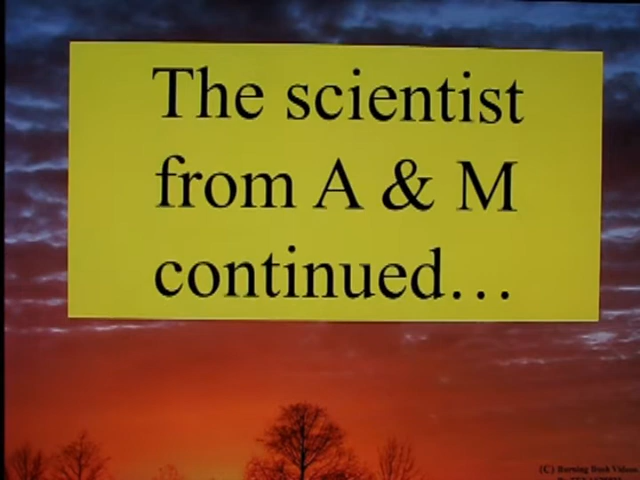 The scientist
from A & M
continued…
(C) Burning Bush Videos